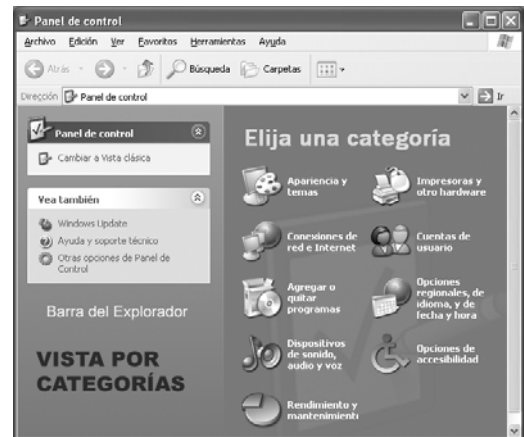 Panel de control
Archivo Edición Ver Favoritos Herramientas Ayuda
Atrás Búsqueda Carpetas
Dirección Panel de control Ir
Panel de control
Cambiar a Vista clásica
Vea también
Windows Update
Ayuda y soporte técnico
Otras opciones de Panel de
Control
Barra del Explorador
VISTA POR
CATEGORÍAS
Elija una categoría
Apariencia y
temas
Impresoras y
otro hardware
Conexiones de
red e Internet
Cuentas de
usuario
Agregar o
quitar
programas
Opciones
regionales, de
idioma, y de
fecha y hora
Dispositivos
de sonido,
audio y voz
Opciones de
accesibilidad
Rendimiento y
mantenimiento